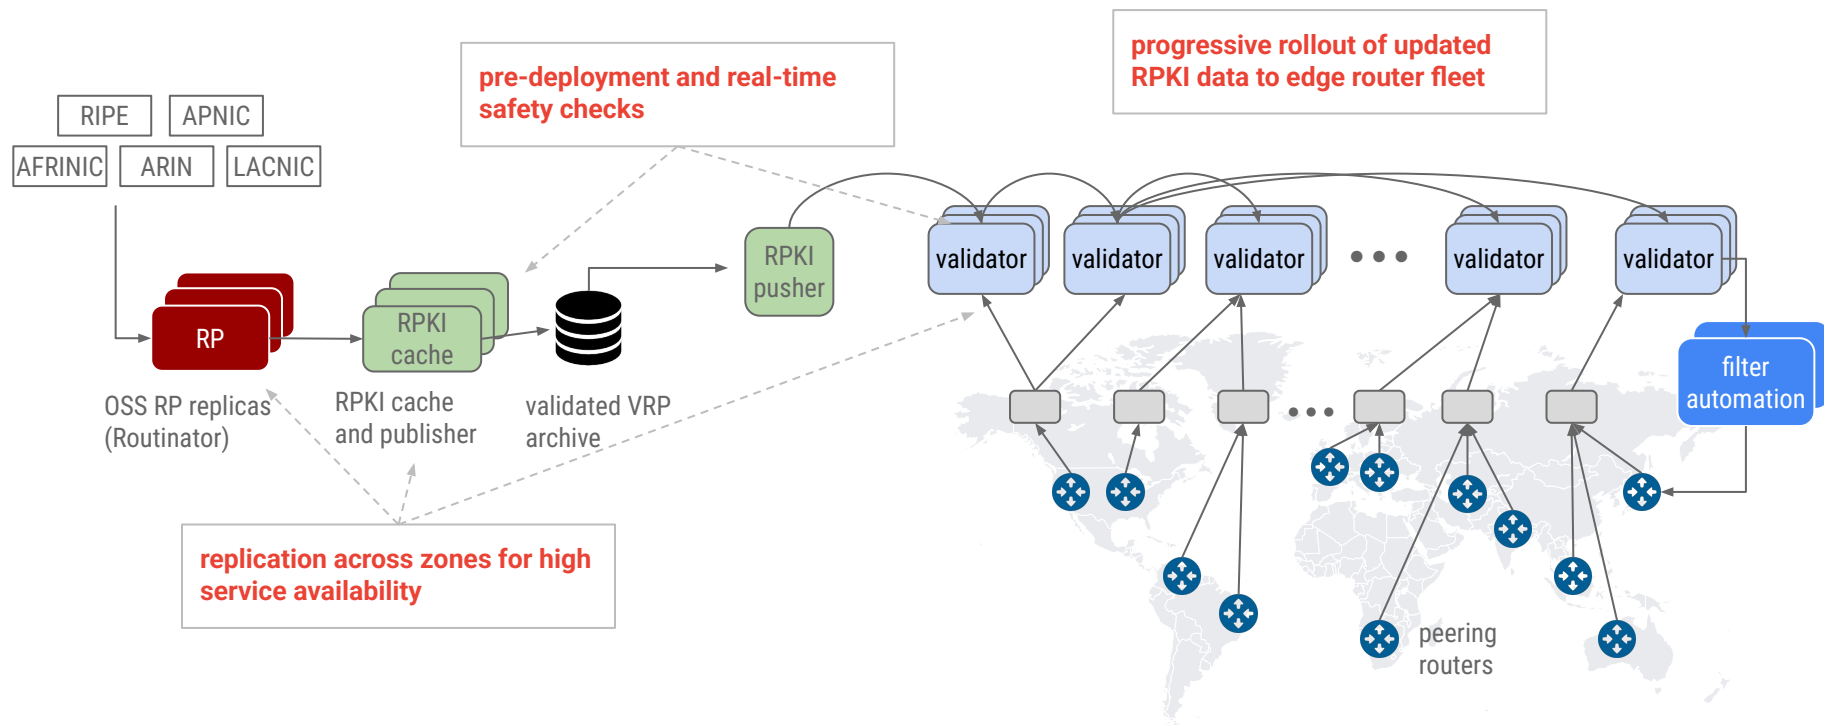 progressive rollout of updated
RPKI data to edge router fleet
pre-deployment and real-time
safety checks
RIPE
APNIC
AFRINIC
ARIN
LACNIC
RPKI
pusher
validator
validator
validator
validator
validator
RP
RPKI
cache
filter
automation
OSS RP replicas
(Routinator)
RPKI cache
and publisher
validated VRP
archive
replication across zones for high
service availability
peering
routers